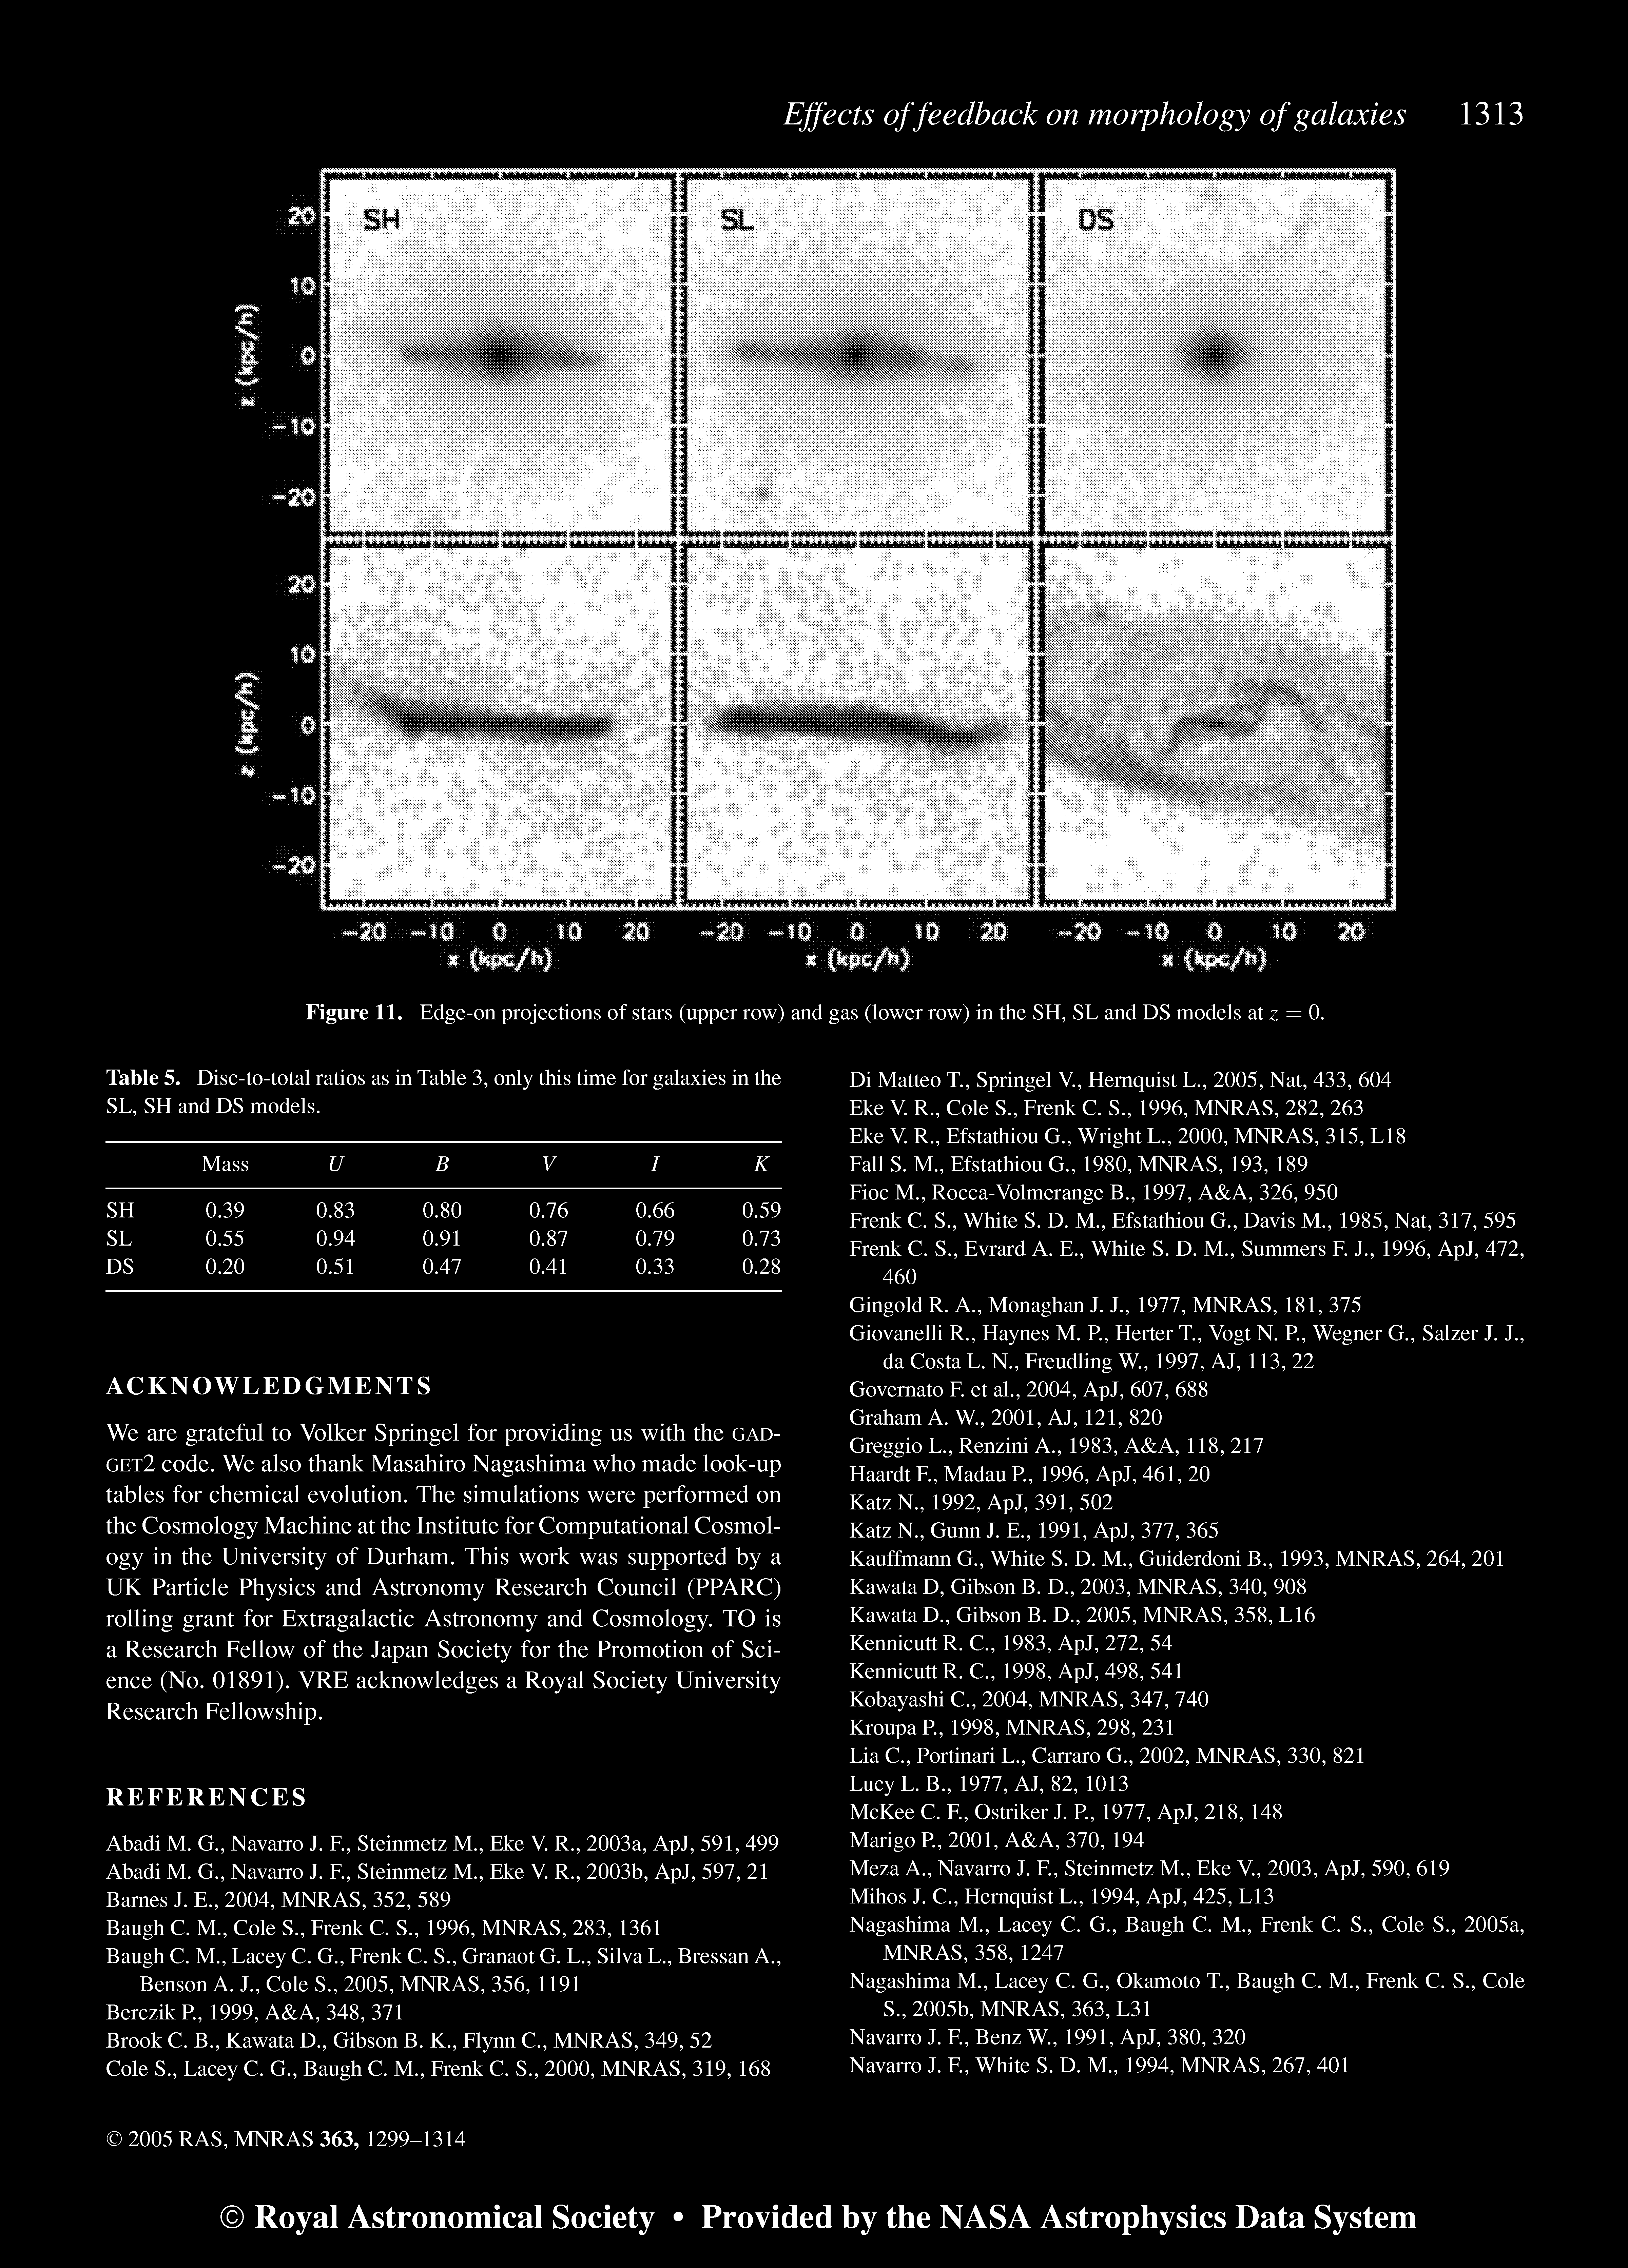 Effects of feedback on morphology of galaxies 1313
SH SL DS
20
10
0
−10
−20
z (kpc/h)
20
10
0
−10
−20
z (kpc/h)
−20 −10 0 10 20 −20 −10 0 10 20 −20 −10 0 10 20
x (kpc/h) x (kpc/h) x (kpc/h)
Figure 11. Edge-on projections of stars (upper row) and gas (lower row) in the SH, SL and DS models at z = 0.
Table 5. Disc-to-total ratios as in Table 3, only this time for galaxies in the
SL, SH and DS models.
Mass U B V I K
SH 0.39 0.83 0.80 0.76 0.66 0.59
SL 0.55 0.94 0.91 0.87 0.79 0.73
DS 0.20 0.51 0.47 0.41 0.33 0.28
ACKNOWLEDGMENTS
We are grateful to Volker Springel for providing us with the GAD-
GET2 code. We also thank Masahiro Nagashima who made look-up
tables for chemical evolution. The simulations were performed on
the Cosmology Machine at the Institute for Computational Cosmol-
ogy in the University of Durham. This work was supported by a
UK Particle Physics and Astronomy Research Council (PPARC)
rolling grant for Extragalactic Astronomy and Cosmology. TO is
a Research Fellow of the Japan Society for the Promotion of Sci-
ence (No. 01891). VRE acknowledges a Royal Society University
Research Fellowship.
REFERENCES
Abadi M. G., Navarro J. F., Steinmetz M., Eke V. R., 2003a, ApJ, 591, 499
Abadi M. G., Navarro J. F., Steinmetz M., Eke V. R., 2003b, ApJ, 597, 21
Barnes J. E., 2004, MNRAS, 352, 589
Baugh C. M., Cole S., Frenk C. S., 1996, MNRAS, 283, 1361
Baugh C. M., Lacey C. G., Frenk C. S., Granaot G. L., Silva L., Bressan A.,
Benson A. J., Cole S., 2005, MNRAS, 356, 1191
Berczik P., 1999, A&A, 348, 371
Brook C. B., Kawata D., Gibson B. K., Flynn C., MNRAS, 349, 52
Cole S., Lacey C. G., Baugh C. M., Frenk C. S., 2000, MNRAS, 319, 168
Di Matteo T., Springel V., Hernquist L., 2005, Nat, 433, 604
Eke V. R., Cole S., Frenk C. S., 1996, MNRAS, 282, 263
Eke V. R., Efstathiou G., Wright L., 2000, MNRAS, 315, L18
Fall S. M., Efstathiou G., 1980, MNRAS, 193, 189
Fioc M., Rocca-Volmerange B., 1997, A&A, 326, 950
Frenk C. S., White S. D. M., Efstathiou G., Davis M., 1985, Nat, 317, 595
Frenk C. S., Evrard A. E., White S. D. M., Summers F. J., 1996, ApJ, 472,
460
Gingold R. A., Monaghan J. J., 1977, MNRAS, 181, 375
Giovanelli R., Haynes M. P., Herter T., Vogt N. P., Wegner G., Salzer J. J.,
da Costa L. N., Freudling W., 1997, AJ, 113, 22
Governato F. et al., 2004, ApJ, 607, 688
Graham A. W., 2001, AJ, 121, 820
Greggio L., Renzini A., 1983, A&A, 118, 217
Haardt F., Madau P., 1996, ApJ, 461, 20
Katz N., 1992, ApJ, 391, 502
Katz N., Gunn J. E., 1991, ApJ, 377, 365
Kauffmann G., White S. D. M., Guiderdoni B., 1993, MNRAS, 264, 201
Kawata D, Gibson B. D., 2003, MNRAS, 340, 908
Kawata D., Gibson B. D., 2005, MNRAS, 358, L16
Kennicutt R. C., 1983, ApJ, 272, 54
Kennicutt R. C., 1998, ApJ, 498, 541
Kobayashi C., 2004, MNRAS, 347, 740
Kroupa P., 1998, MNRAS, 298, 231
Lia C., Portinari L., Carraro G., 2002, MNRAS, 330, 821
Lucy L. B., 1977, AJ, 82, 1013
McKee C. F., Ostriker J. P., 1977, ApJ, 218, 148
Marigo P., 2001, A&A, 370, 194
Meza A., Navarro J. F., Steinmetz M., Eke V., 2003, ApJ, 590, 619
Mihos J. C., Hernquist L., 1994, ApJ, 425, L13
Nagashima M., Lacey C. G., Baugh C. M., Frenk C. S., Cole S., 2005a,
MNRAS, 358, 1247
Nagashima M., Lacey C. G., Okamoto T., Baugh C. M., Frenk C. S., Cole
S., 2005b, MNRAS, 363, L31
Navarro J. F., Benz W., 1991, ApJ, 380, 320
Navarro J. F., White S. D. M., 1994, MNRAS, 267, 401
© 2005 RAS, MNRAS 363, 1299–1314
© Royal Astronomical Society • Provided by the NASA Astrophysics Data System